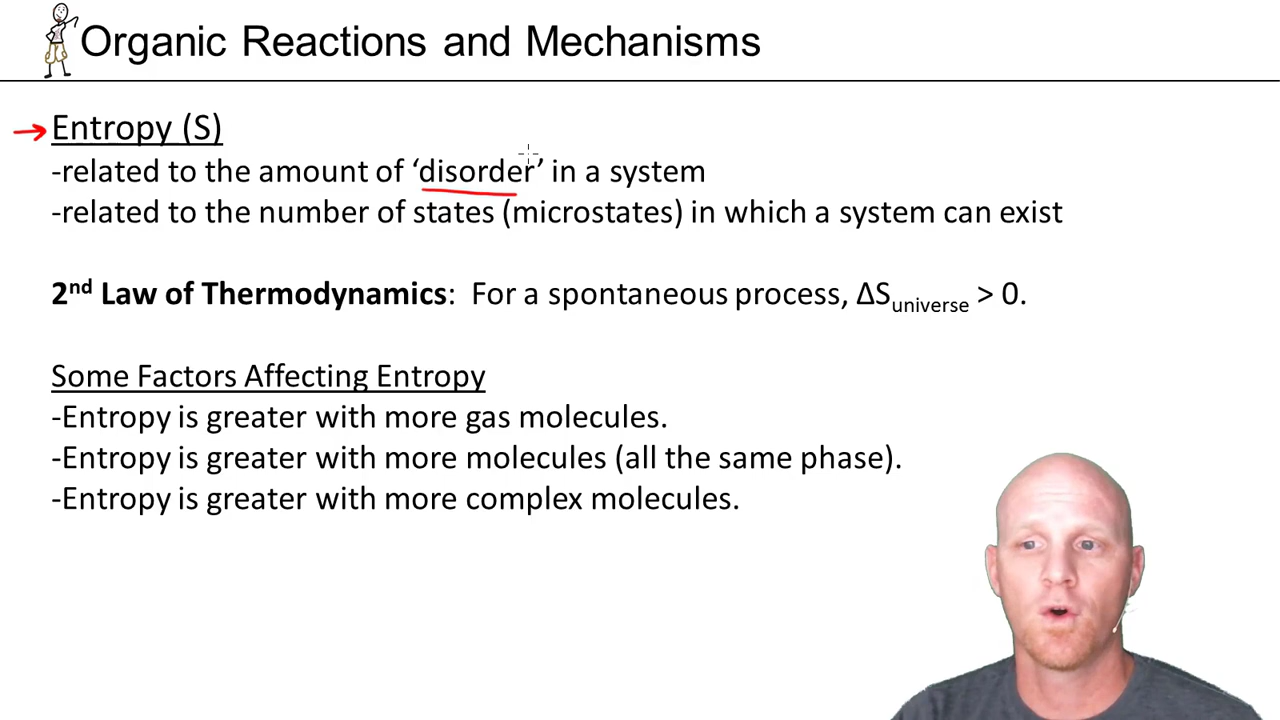 Organic Reactions and Mechanisms
Entropy (S)
-related to the amount of ‘disorder’ in a system
-related to the number of states (microstates) in which a system can exist
2nd Law of Thermodynamics: For a spontaneous process, ΔSuniverse > 0.
Some Factors Affecting Entropy
-Entropy is greater with more gas molecules.
-Entropy is greater with more molecules (all the same phase).
-Entropy is greater with more complex molecules.